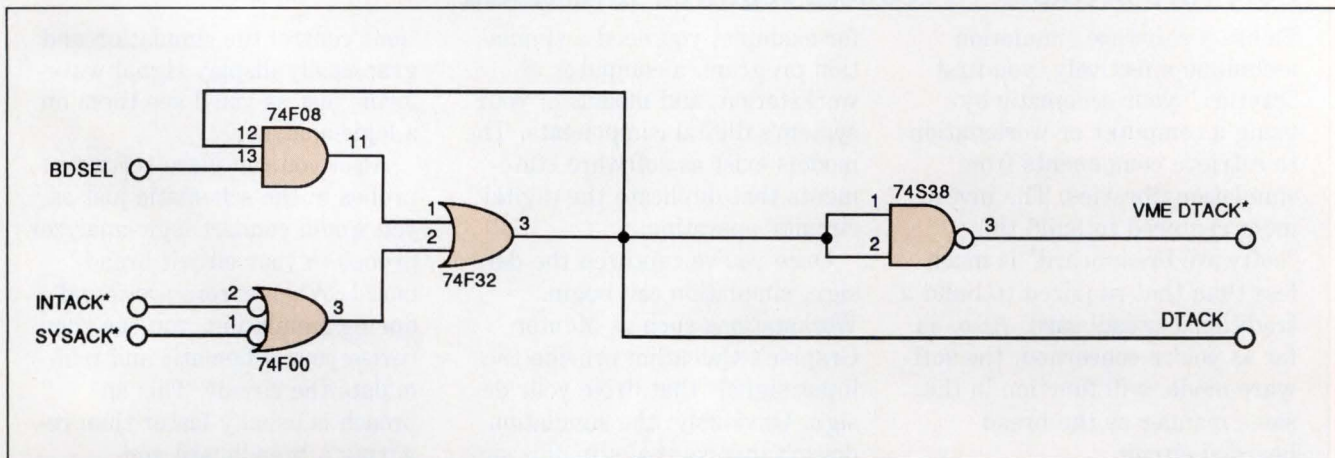 74F08
12
13
11
BDSEL
1
2
3
74F32
74S38
1
2
3
VME DTACK*
INTACK*
SYSACK*
2
1
3
74F00
DTACK